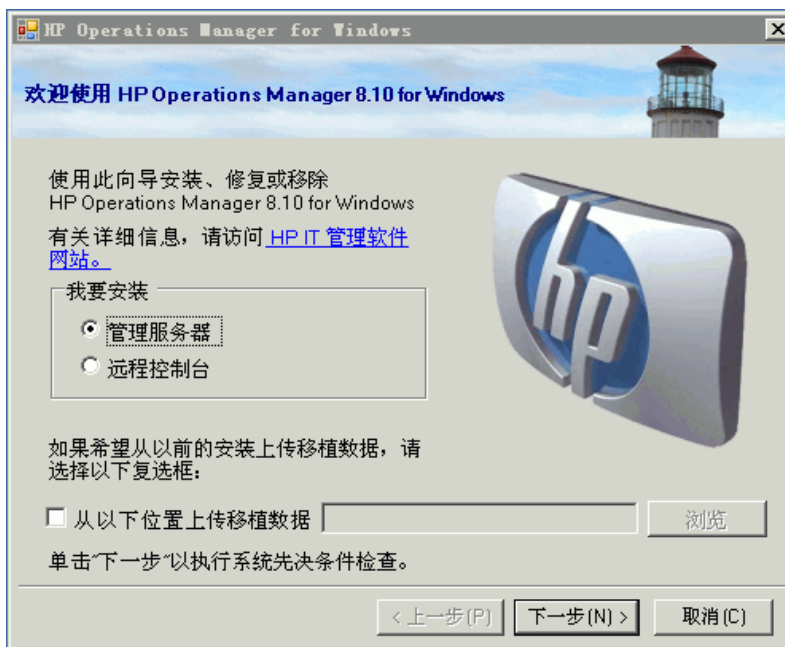 HP Operations Manager for Windows
欢迎使用 HP Operations Manager 8.10 for Windows
使用此向导安装、修复或移除
HP Operations Manager 8.10 for Windows
有关详细信息，请访问 HP IT 管理软件
网站。
我要安装
管理服务器
远程控制台
hp
如果希望从以前的安装上传移植数据，请
选择以下复选框：
从以下位置上传移植数据
浏览
单击"下一步"以执行系统先决条件检查。
< 上一步(P)
下一步(N) >
取消(C)